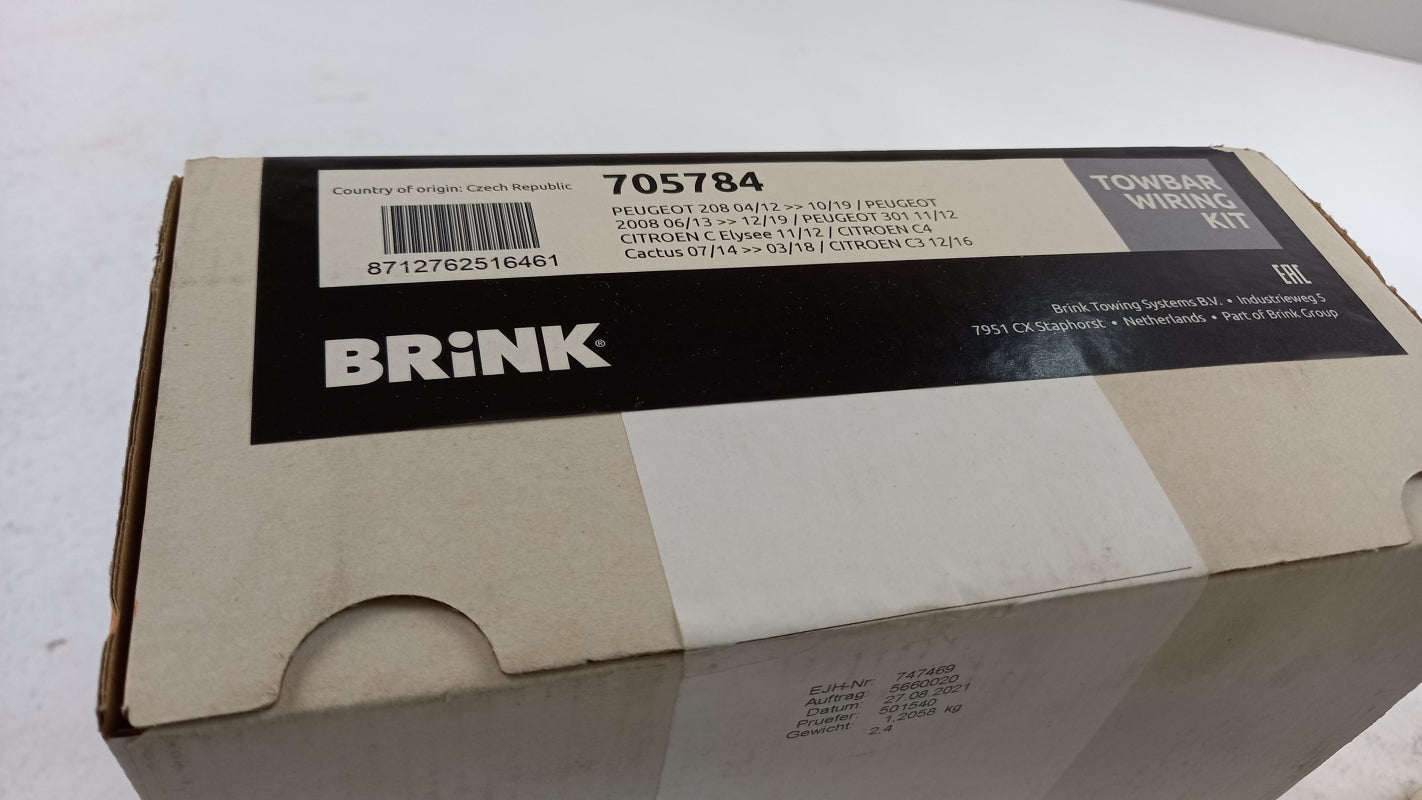 Country of origin: Czech Republic
8712762516461
705784
PEUGEOT 208 04/12 >> 10/19 / PEUGEOT
2008 06/13 >> 12/19 / PEUGEOT 301 11/12
CITROEN C Elysee 11/12 / CITROEN C4
Cactus 07/14 >> 03/18 / CITROEN C3 12/16
TOWBAR
WIRING
KIT
EAC
BRiNK®
Brink Towing Systems B.V. • Industrieweg 5
7951 CX Staphorst • Netherlands • Part of Brink Group
EJH-Nr: 747469
Auftrag: 5660020
Datum: 27.08.2021
Pruefer: 501540
Gewicht: 1,2058 kg
2,4